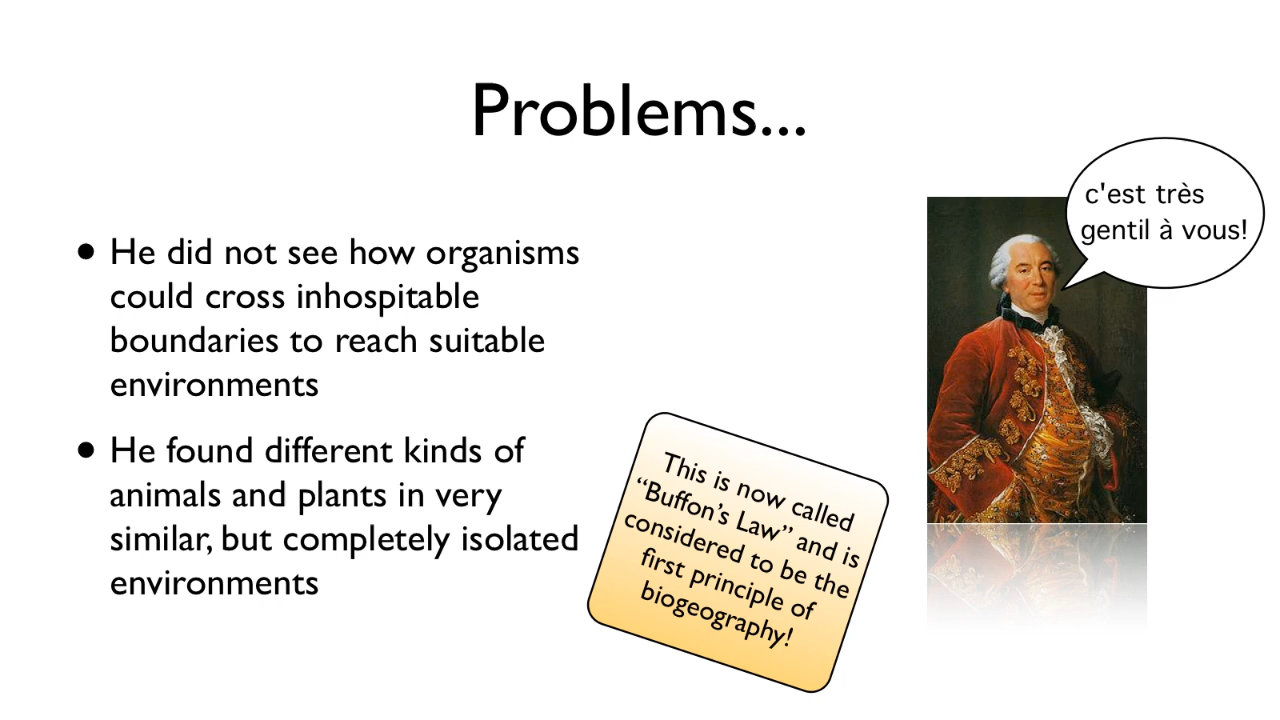 Problems...
c'est très
gentil à vous!
• He did not see how organisms
could cross inhospitable
boundaries to reach suitable
environments
• He found different kinds of
animals and plants in very
similar, but completely isolated
environments
This is now called
“Buffon’s Law” and is
considered to be the
first principle of
biogeography!